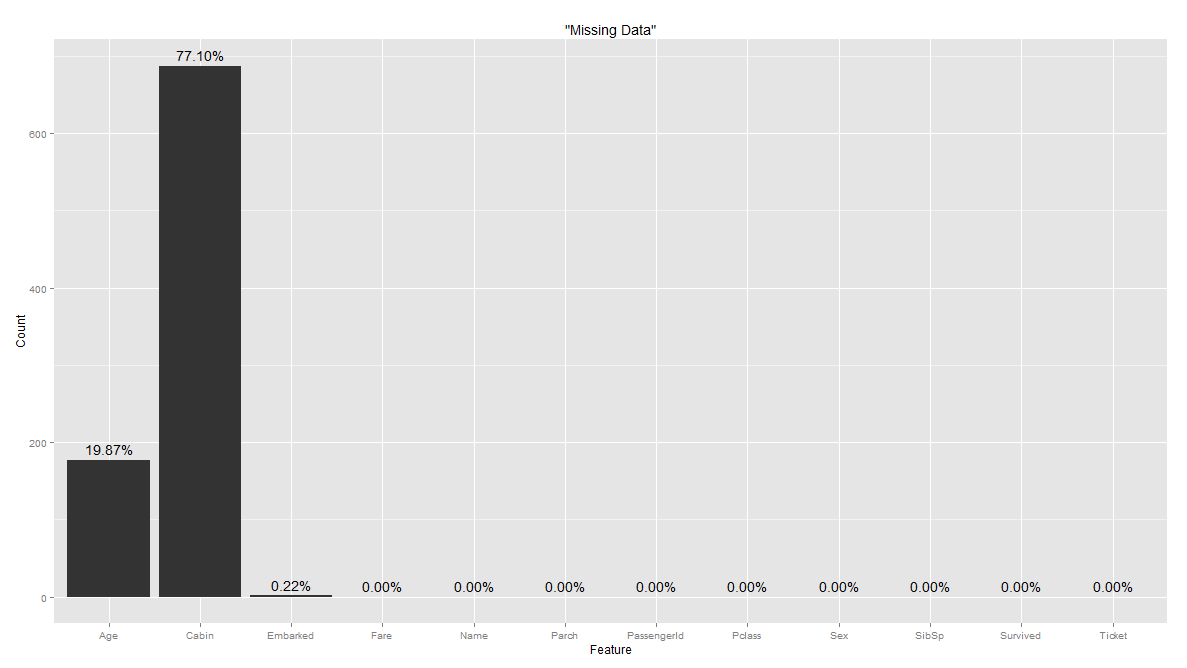 "Missing Data"
77.10%
600
400
Count
200
19.87%
0.22%
0.00%
0.00%
0.00%
0.00%
0.00%
0.00%
0.00%
0.00%
0.00%
0
Age
Cabin
Embarked
Fare
Name
Parch
PassengerId
Pclass
Sex
SibSp
Survived
Ticket
Feature